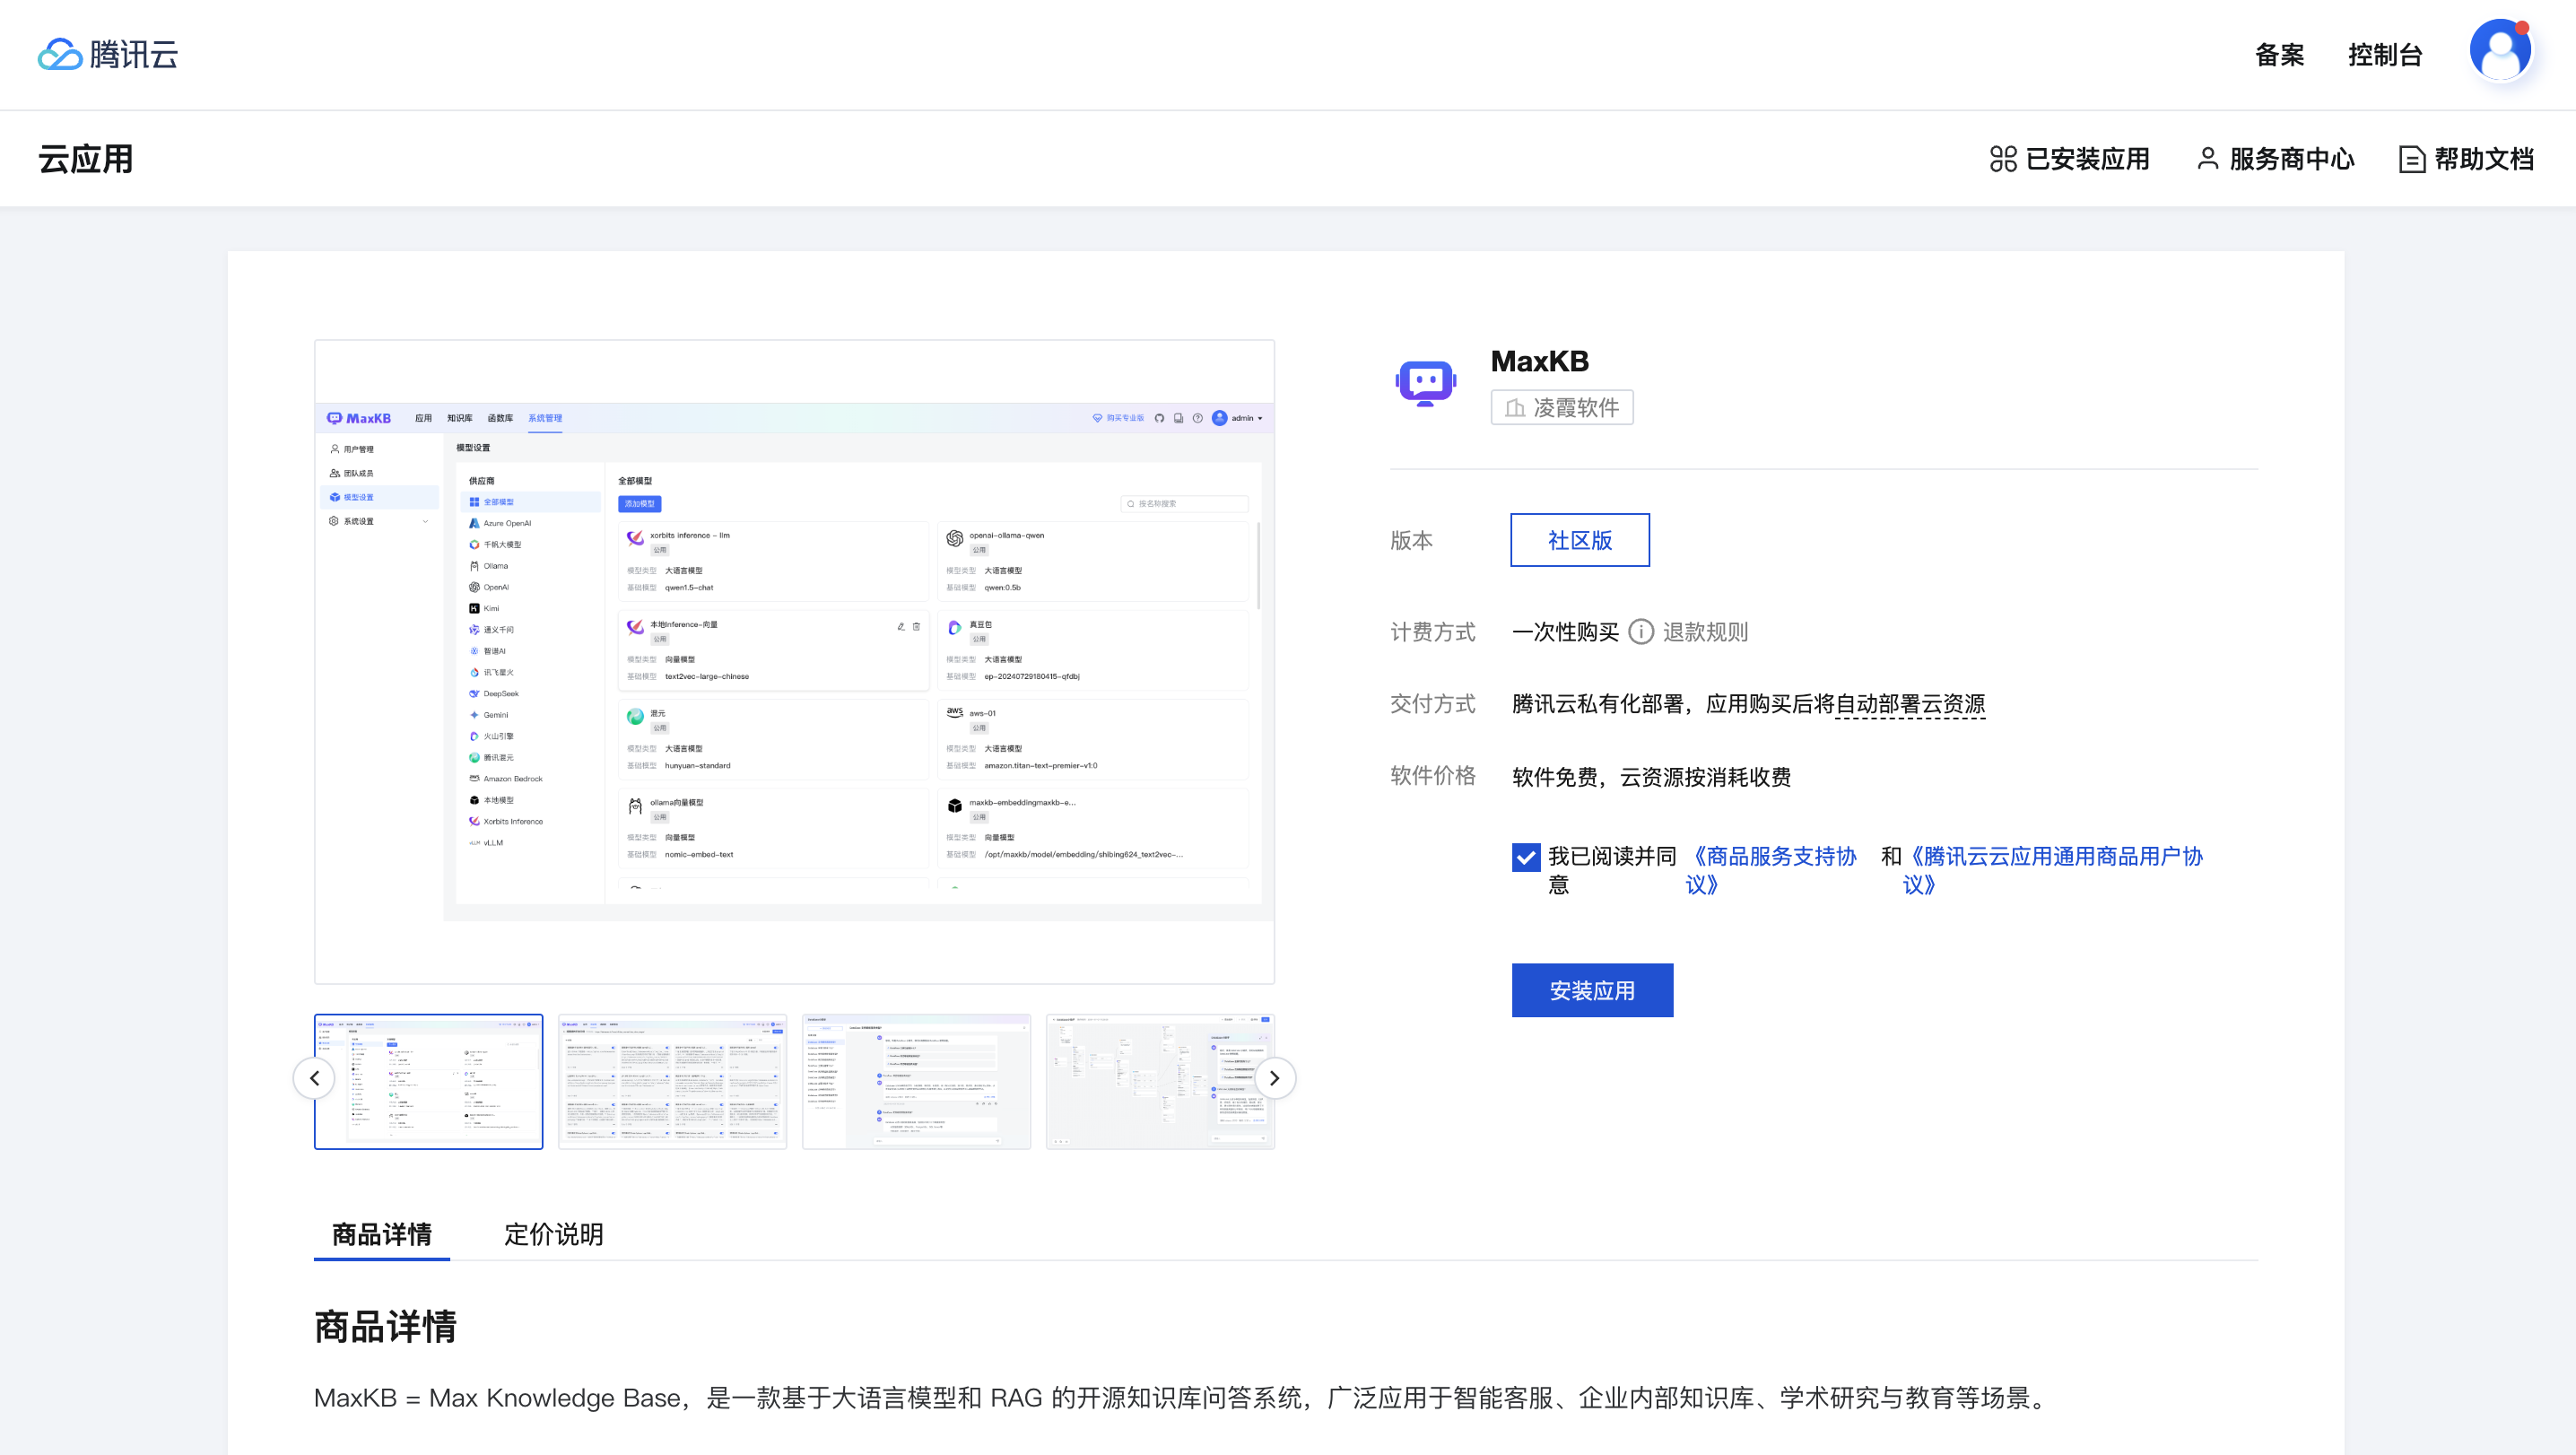 腾讯云
备案
控制台
云应用
已安装应用
服务商中心
帮助文档
MaxKB
应用
知识库
函数库
系统管理
购买专业版
admin
用户管理
团队成员
模型设置
系统设置
模型设置
供应商
全部模型
Azure OpenAI
千帆大模型
Ollama
OpenAI
Kimi
通义千问
智谱AI
讯飞星火
DeepSeek
Gemini
火山引擎
腾讯混元
Amazon Bedrock
本地模型
Xorbits Inference
vLLM
全部模型
添加模型
按名称搜索
xorbits inference - llm
公用
模型类型 大语言模型
基础模型 qwen1.5-chat
openai-ollama-qwen
公用
模型类型 大语言模型
基础模型 qwen:0.5b
本地Inference-向量
公用
模型类型 向量模型
基础模型 text2vec-large-chinese
真豆包
公用
模型类型 大语言模型
基础模型 ep-20240729180415-qfdbj
混元
公用
模型类型 大语言模型
基础模型 hunyuan-standard
aws
aws-01
公用
模型类型 大语言模型
基础模型 amazon.titan-text-premier-v1:0
ollama向量模型
公用
模型类型 向量模型
基础模型 nomic-embed-text
maxkb-embeddingmaxkb-e...
公用
模型类型 向量模型
基础模型 /opt/maxkb/model/embedding/shibing624_text2vec-...
MaxKB
凌霞软件
版本
社区版
计费方式 一次性购买 退款规则
交付方式 腾讯云私有化部署，应用购买后将自动部署云资源
软件价格 软件免费，云资源按消耗收费
我已阅读并同意
《商品服务支持协议》
和《腾讯云云应用通用商品用户协议》
安装应用
商品详情
定价说明
商品详情
MaxKB = Max Knowledge Base，是一款基于大语言模型和 RAG 的开源知识库问答系统，广泛应用于智能客服、企业内部知识库、学术研究与教育等场景。